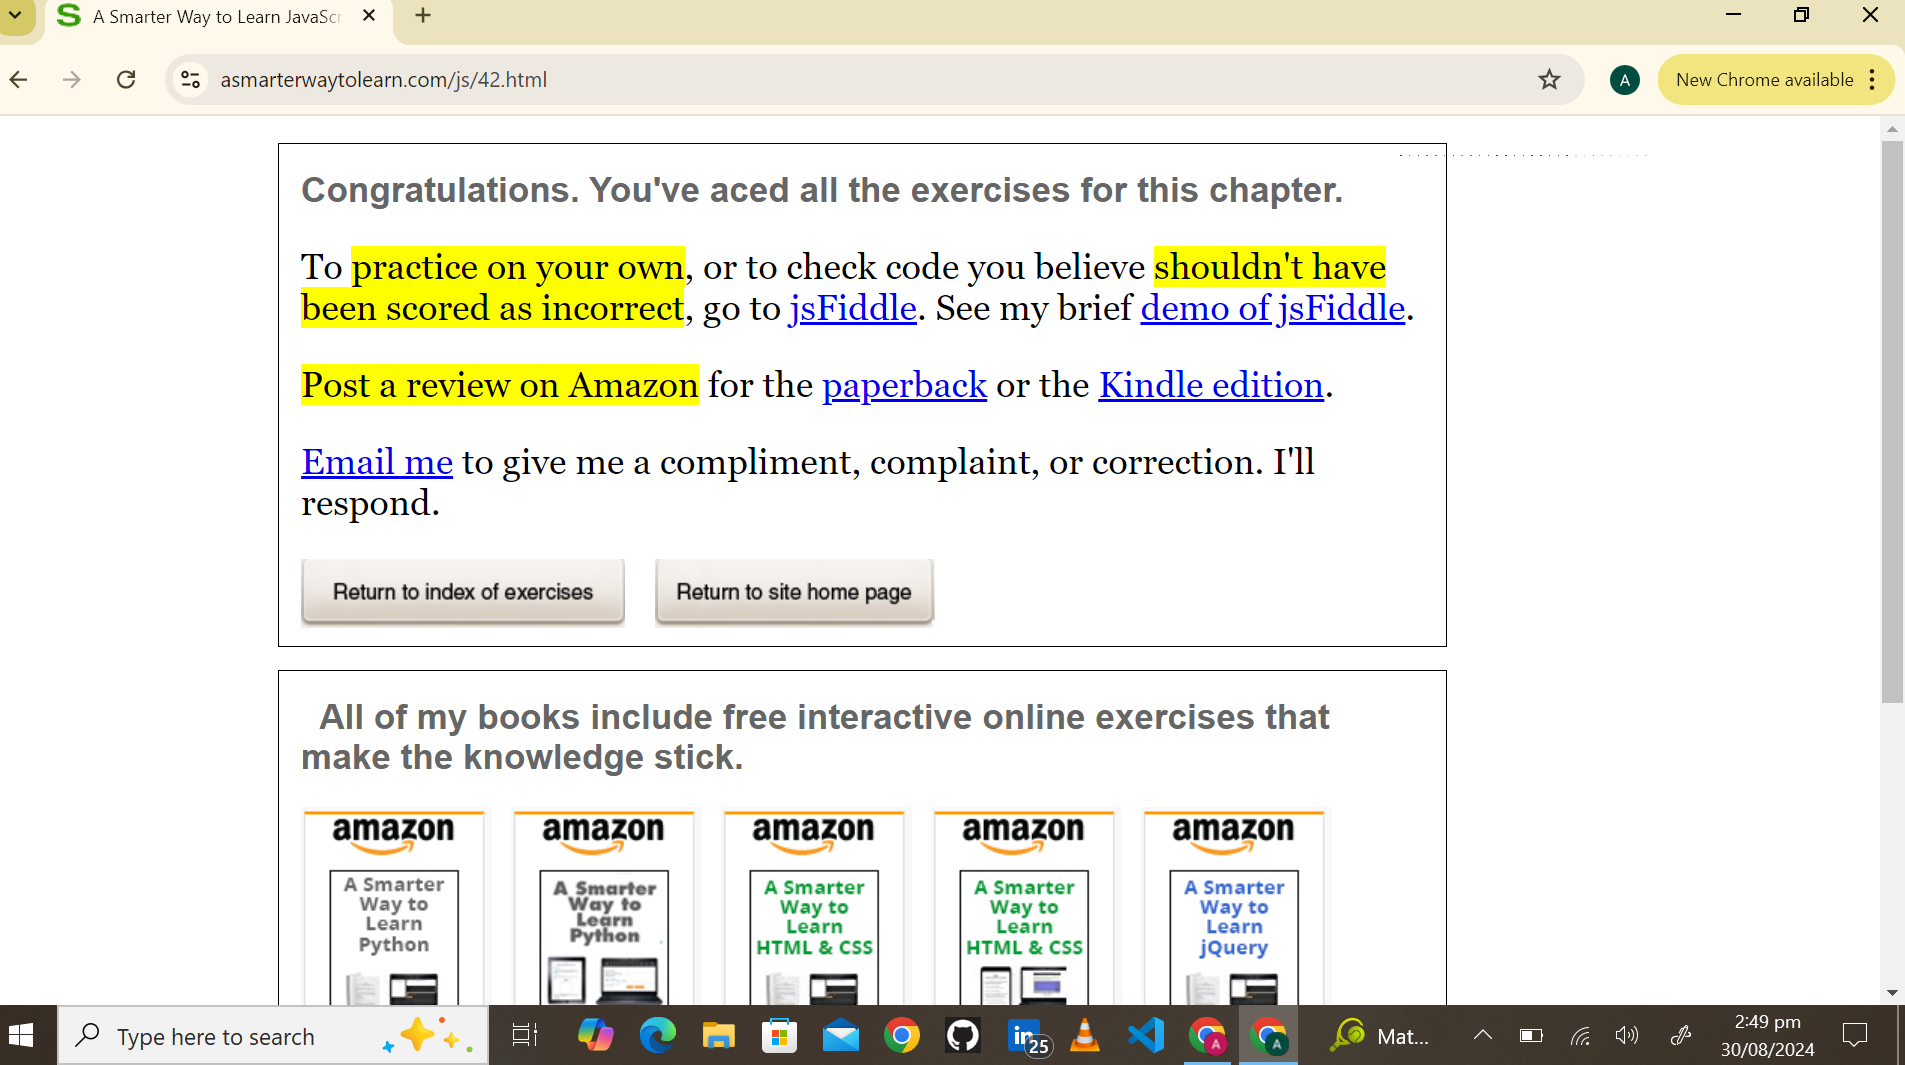 A Smarter Way to Learn JavaScr
asmarterwaytolearn.com/js/42.html
A
New Chrome available
Congratulations. You've aced all the exercises for this chapter.
To practice on your own, or to check code you believe shouldn't have
been scored as incorrect, go to jsFiddle. See my brief demo of jsFiddle.
Post a review on Amazon for the paperback or the Kindle edition.
Email me to give me a compliment, complaint, or correction. I'll
respond.
Return to index of exercises
Return to site home page
All of my books include free interactive online exercises that
make the knowledge stick.
amazon
A Smarter
Way to
Learn
Python
amazon
A Smarter
Way to
Learn
Python
amazon
A Smarter
Way to
Learn
HTML & CSS
amazon
A Smarter
Way to
Learn
HTML & CSS
amazon
A Smarter
Way to
Learn
jQuery
Type here to search
in
25
A
A
Mat...
2:49 pm
30/08/2024